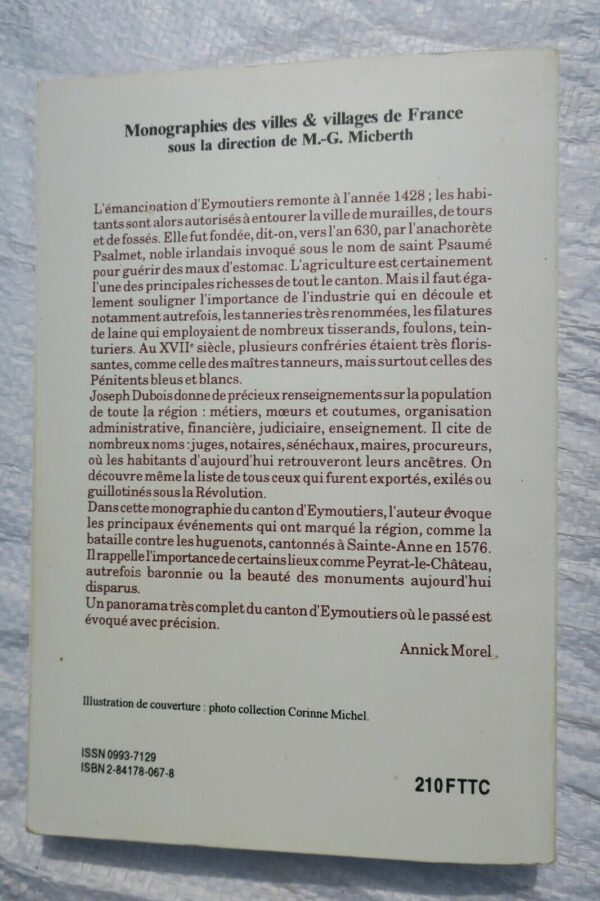 Monographies des villes & villages de France
sous la direction de M.-G. Micberth
L'émancipation d'Eymoutiers remonte à l'année 1428 ; les habi-
tants sont alors autorisés à entourer la ville de murailles, de tours
et de fossés. Elle fut fondée, dit-on, vers l'an 630, par l'anachorète
Psalmet, noble irlandais invoqué sous le nom de saint Psaumé
pour guérir des maux d'estomac. L'agriculture est certainement
l'une des principales richesses de tout le canton. Mais il faut éga-
lement souligner l'importance de l'industrie qui en découle et
notamment autrefois, les tanneries très renommées, les filatures
de laine qui employaient de nombreux tisserands, foulons, tein-
turiers. Au XVIIe siècle, plusieurs confréries étaient très floris-
santes, comme celle des maîtres tanneurs, mais surtout celles des
Pénitents bleus et blancs.
Joseph Dubois donne de précieux renseignements sur la population
de toute la région : métiers, mœurs et coutumes, organisation
administrative, financière, judiciaire, enseignement. Il cite de
nombreux noms : juges, notaires, sénéchaux, maires, procureurs,
où les habitants d'aujourd'hui retrouveront leurs ancêtres. On
découvre même la liste de tous ceux qui furent exportés, exilés ou
guillotinés sous la Révolution.
Dans cette monographie du canton d'Eymoutiers, l'auteur évoque
les principaux événements qui ont marqué la région, comme la
bataille contre les huguenots, cantonnés à Sainte-Anne en 1576.
Il rappelle l'importance de certains lieux comme Peyrat-le-Château,
autrefois baronnie ou la beauté des monuments aujourd'hui
disparus.
Un panorama très complet du canton d'Eymoutiers où le passé est
évoqué avec précision.
Annick Morel
Illustration de couverture : photo collection Corinne Michel.
ISSN 0993-7129
ISBN 2-84178-067-8
210 F TTC